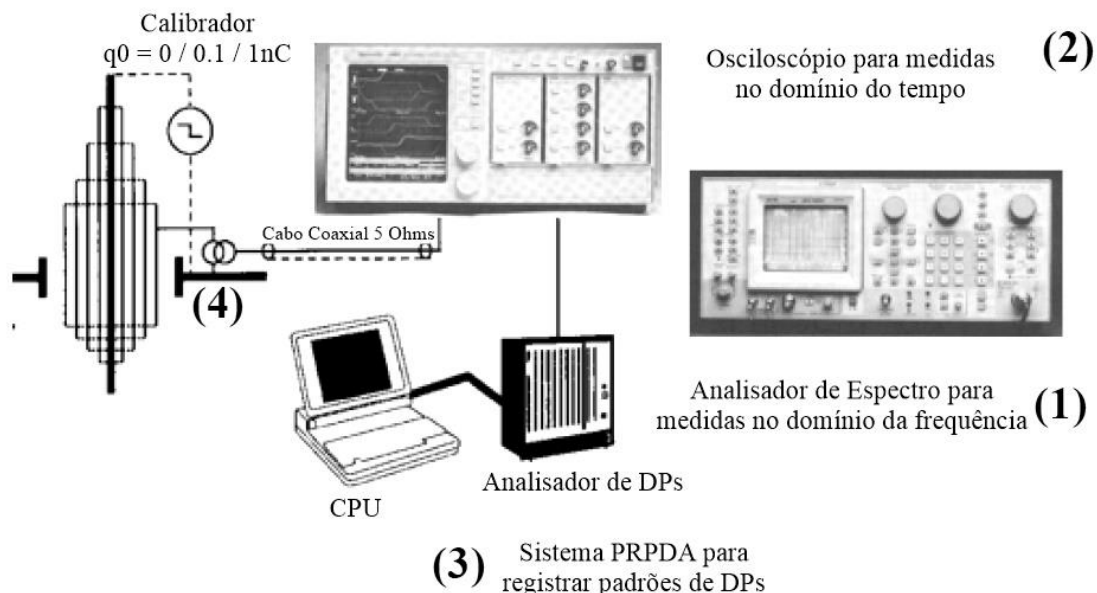 Calibrador
q0 = 0 / 0.1 / 1nC
Osciloscópio para medidas
no domínio do tempo
(2)
Cabo Coaxial 5 Ohms
(4)
Analisador de Espectro para
medidas no domínio da frequência
(1)
Analisador de DPs
CPU
(3)
Sistema PRPDA para
registrar padrões de DPs